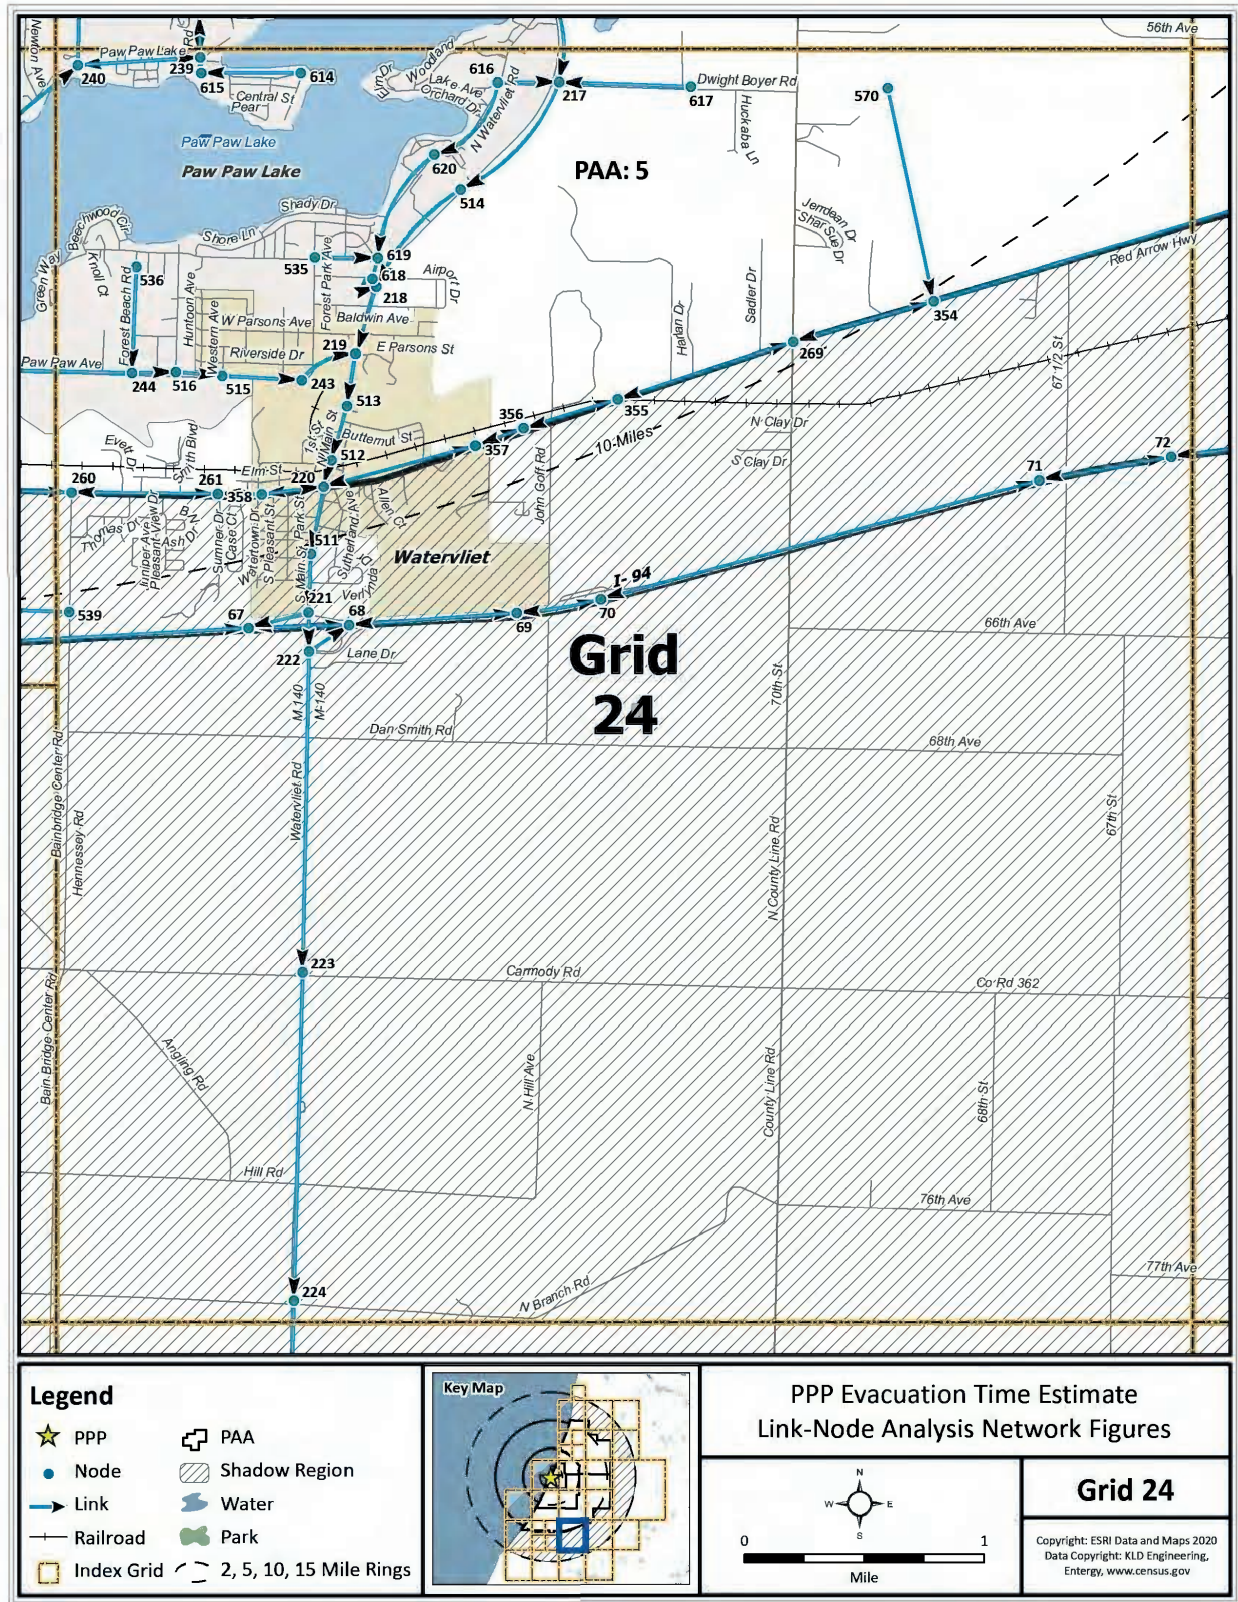 56th Ave
Newton Ave
Paw Paw Lake Rd
240
239
615
614
Central St
Pear
Elm Dr
Woodland
Lake Ave
Orchard Dr
616
N Watervliet Rd
217
Dwight Boyer Rd
617
Huckaba Ln
570
Paw Paw Lake
Paw Paw Lake
620
514
PAA: 5
Jerrdean Dr
Shar Sue Dr
Red Arrow Hwy
Beechwood Cir
Shady Dr
Shore Ln
Green Way
Knoll Ct
536
535
Forest Park Ave
619
618
218
Airport Dr
Forest Beach Rd
Huntoon Ave
Western Ave
W Parsons Ave
Baldwin Ave
Riverside Dr
219
E Parsons St
Paw Paw Ave
244
516
515
243
513
Harlan Dr
Sadler Dr
354
269
67 1/2 St
355
356
357
10 Miles
N Clay Dr
S Clay Dr
72
71
Evett Dr
Smith Blvd
1st St
N Main St
Butternut St
512
Elm St
220
260
261
358
John Goff Rd
Thomas Dr
Juniper Ave
Pleasant View Dr
Ash Dr
Sumner Dr
Case Ct
Watertown Dr
S Pleasant St
S Main St
Park St
511
Sutherland Ave
Allen Ct
Verlynda Dr
Watervliet
I-94
539
67
221
68
69
70
222
Lane Dr
66th Ave
Grid
24
M 140
M-140
70th St
Dan Smith Rd
68th Ave
Bainbridge Center Rd
Hennessey Rd
Watervliet Rd
N County Line Rd
67th St
223
Carmody Rd
Co Rd 362
Bain Bridge Center Rd
Angling Rd
N Hill Ave
County Line Rd
68th St
Hill Rd
76th Ave
77th Ave
224
N Branch Rd
Legend
PPP
PAA
Node
Shadow Region
Link
Water
Railroad
Park
Index Grid
2, 5, 10, 15 Mile Rings
Key Map
PPP Evacuation Time Estimate
Link-Node Analysis Network Figures
N
W
E
S
0
1
Mile
Grid 24
Copyright: ESRI Data and Maps 2020
Data Copyright: KLD Engineering,
Entergy, www.census.gov